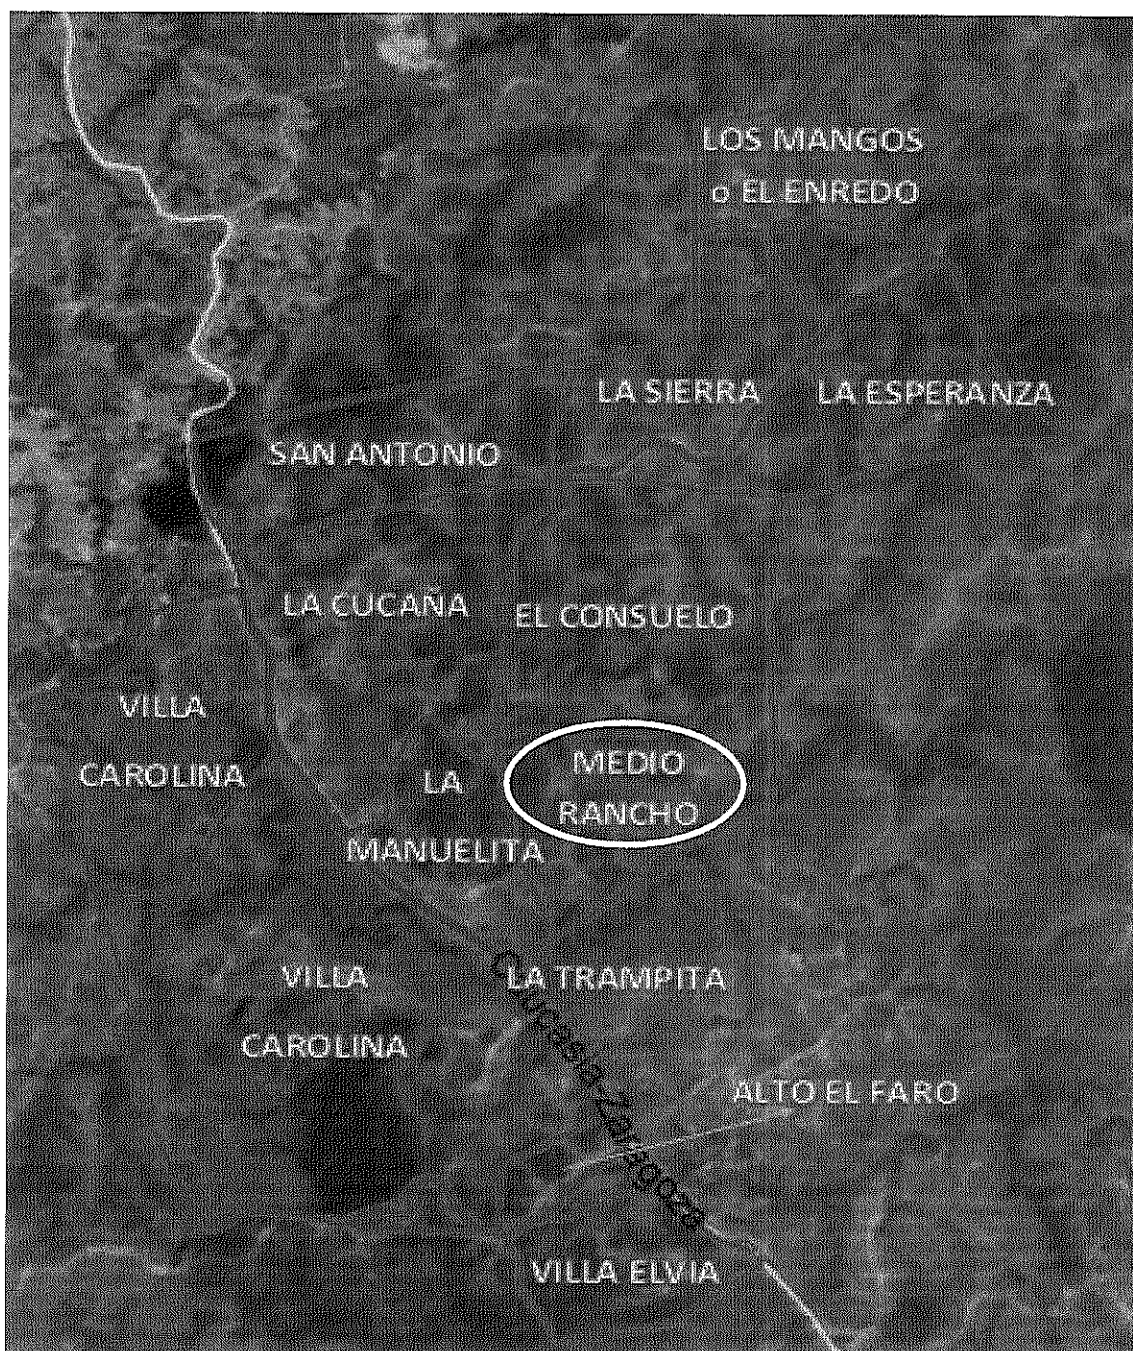 LOS MANGOS
o EL ENREDO
LA SIERRA
LA ESPERANZA
SAN ANTONIO
LA CUCAÑA
EL CONSUELO
VILLA
CAROLINA
LA
MANUELITA
MEDIO
RANCHO
VILLA
CAROLINA
LA TRAMPITA
Caucasia-Zaragoza
ALTO EL FARO
VILLA ELVIA